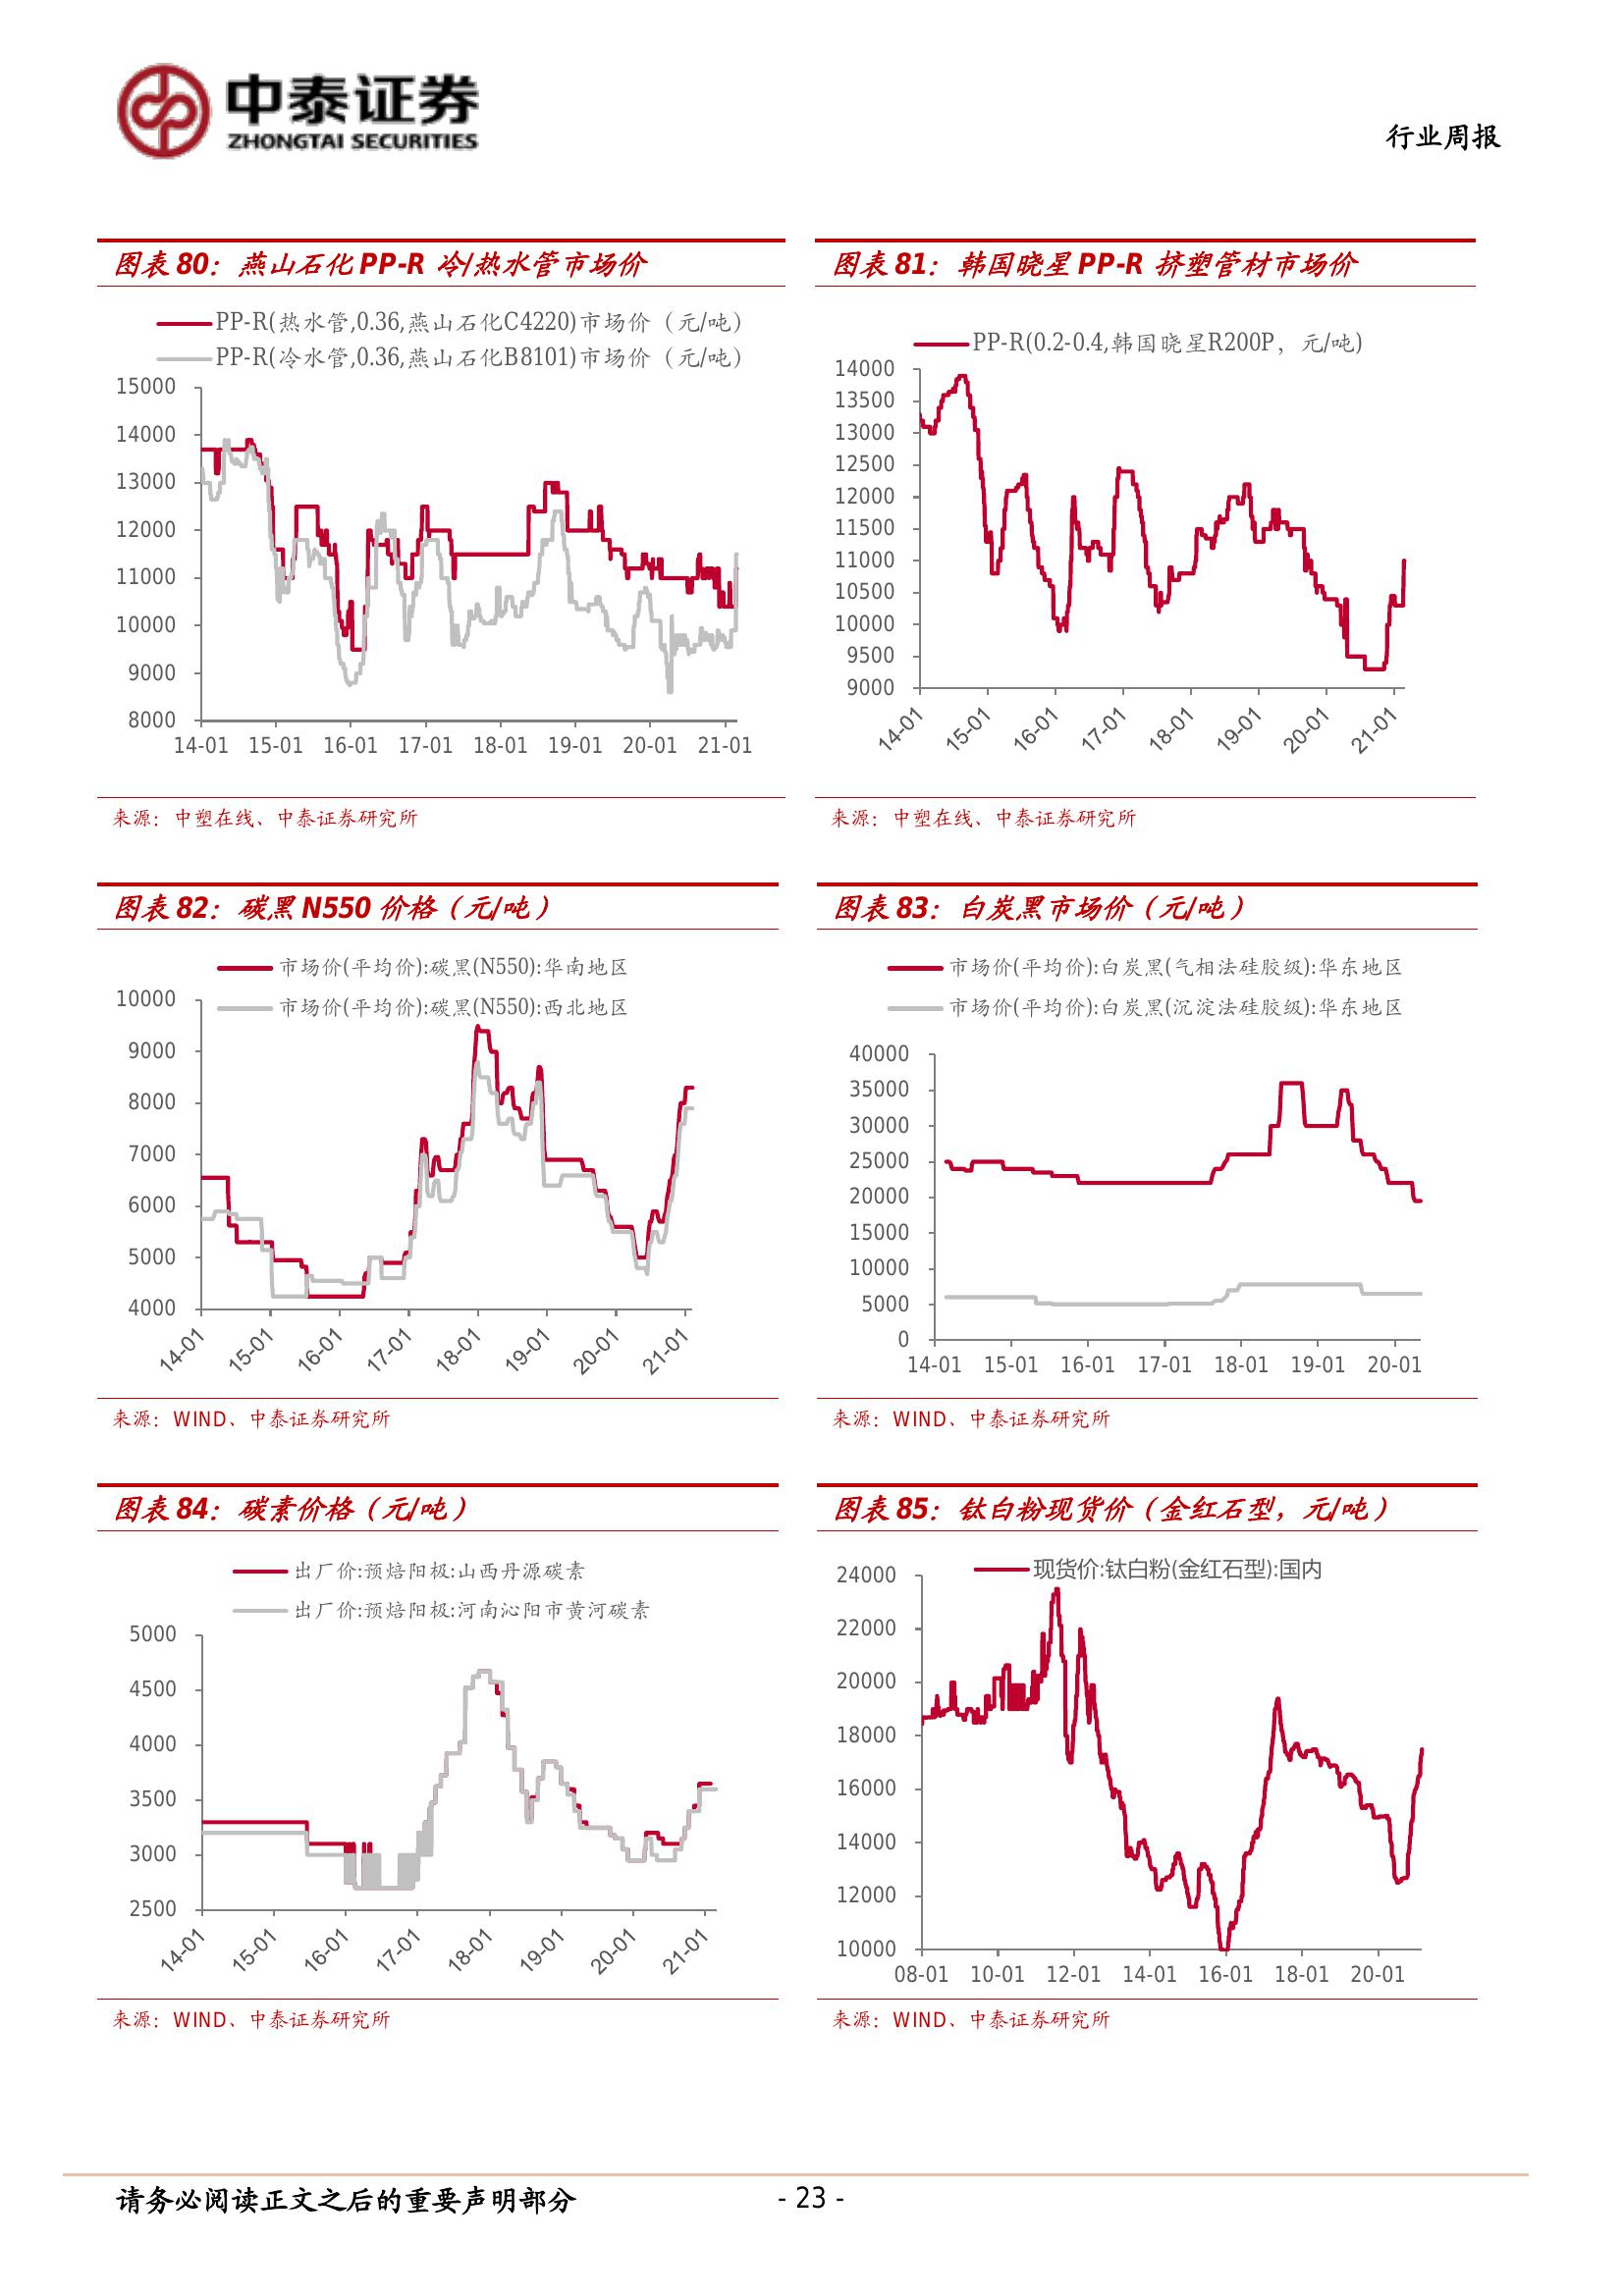 中泰证券
ZHONGTAI SECURITIES
行业周报
图表 80：燕山石化 PP-R 冷/热水管市场价
PP-R(热水管,0.36,燕山石化C4220)市场价（元/吨）
PP-R(冷水管,0.36,燕山石化B8101)市场价（元/吨）
15000
14000
13000
12000
11000
10000
9000
8000
14-01 15-01 16-01 17-01 18-01 19-01 20-01 21-01
来源：中塑在线、中泰证券研究所
图表 81：韩国晓星 PP-R 挤塑管材市场价
PP-R(0.2-0.4,韩国晓星R200P，元/吨)
14000
13500
13000
12500
12000
11500
11000
10500
10000
9500
9000
14-01 15-01 16-01 17-01 18-01 19-01 20-01 21-01
来源：中塑在线、中泰证券研究所
图表 82：碳黑 N550 价格（元/吨）
市场价(平均价):碳黑(N550):华南地区
市场价(平均价):碳黑(N550):西北地区
10000
9000
8000
7000
6000
5000
4000
14-01 15-01 16-01 17-01 18-01 19-01 20-01 21-01
来源：WIND、中泰证券研究所
图表 83：白炭黑市场价（元/吨）
市场价(平均价):白炭黑(气相法硅胶级):华东地区
市场价(平均价):白炭黑(沉淀法硅胶级):华东地区
40000
35000
30000
25000
20000
15000
10000
5000
0
14-01 15-01 16-01 17-01 18-01 19-01 20-01
来源：WIND、中泰证券研究所
图表 84：碳素价格（元/吨）
出厂价:预焙阳极:山西丹源碳素
出厂价:预焙阳极:河南沁阳市黄河碳素
5000
4500
4000
3500
3000
2500
14-01 15-01 16-01 17-01 18-01 19-01 20-01 21-01
来源：WIND、中泰证券研究所
图表 85：钛白粉现货价（金红石型，元/吨）
现货价:钛白粉(金红石型):国内
24000
22000
20000
18000
16000
14000
12000
10000
08-01 10-01 12-01 14-01 16-01 18-01 20-01
来源：WIND、中泰证券研究所
请务必阅读正文之后的重要声明部分
- 23 -